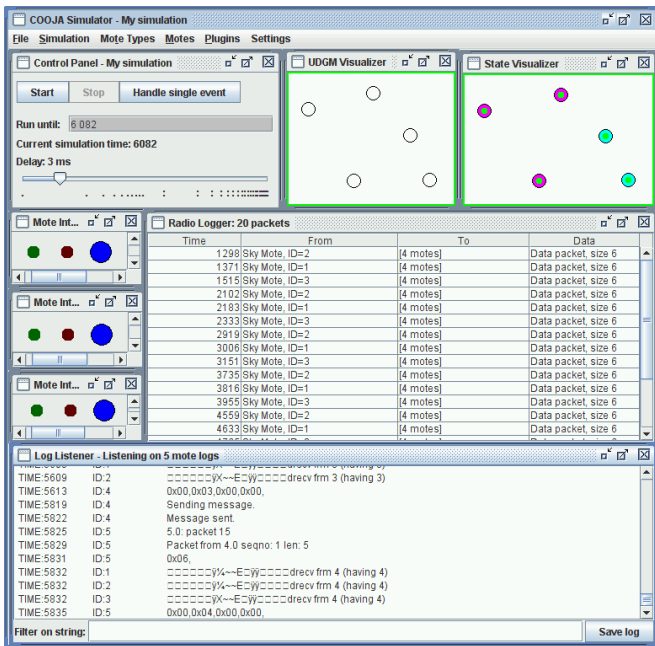 COOJA Simulator - My simulation
File Simulation Mote Types Motes Plugins Settings
Control Panel - My simulation
Start Stop Handle single event
Run until: 6 082
Current simulation time: 6082
Delay: 3 ms
UDGM Visualizer
State Visualizer
Mote Int...
Mote Int...
Mote Int...
Radio Logger: 20 packets
Time From To Data
1298 Sky Mote, ID=2 [4 motes] Data packet, size 6
1371 Sky Mote, ID=1 [4 motes] Data packet, size 6
1515 Sky Mote, ID=3 [4 motes] Data packet, size 6
2102 Sky Mote, ID=2 [4 motes] Data packet, size 6
2183 Sky Mote, ID=1 [4 motes] Data packet, size 6
2333 Sky Mote, ID=3 [4 motes] Data packet, size 6
2919 Sky Mote, ID=2 [4 motes] Data packet, size 6
3006 Sky Mote, ID=1 [4 motes] Data packet, size 6
3151 Sky Mote, ID=3 [4 motes] Data packet, size 6
3735 Sky Mote, ID=2 [4 motes] Data packet, size 6
3816 Sky Mote, ID=1 [4 motes] Data packet, size 6
3955 Sky Mote, ID=3 [4 motes] Data packet, size 6
4559 Sky Mote, ID=2 [4 motes] Data packet, size 6
4633 Sky Mote, ID=1 [4 motes] Data packet, size 6
Log Listener - Listening on 5 mote logs
TIME:5609 ID:2 □□□□□□ÿX~~E□ÿÿ□□□□drecv frm 3 (having 3)
TIME:5613 ID:4 0x00,0x03,0x00,0x00,
TIME:5819 ID:4 Sending message.
TIME:5822 ID:4 Message sent.
TIME:5825 ID:5 5.0: packet 15
TIME:5829 ID:5 Packet from 4.0 seqno: 1 len: 5
TIME:5831 ID:5 0x06,
TIME:5832 ID:1 □□□□□□ÿ¼~~E□ÿÿ□□□□drecv frm 4 (having 4)
TIME:5832 ID:2 □□□□□□ÿ¼~~E□ÿÿ□□□□drecv frm 4 (having 4)
TIME:5832 ID:3 □□□□□□ÿX~~E□ÿÿ□□□□drecv frm 4 (having 4)
TIME:5835 ID:5 0x00,0x04,0x00,0x00,
Filter on string: Save log